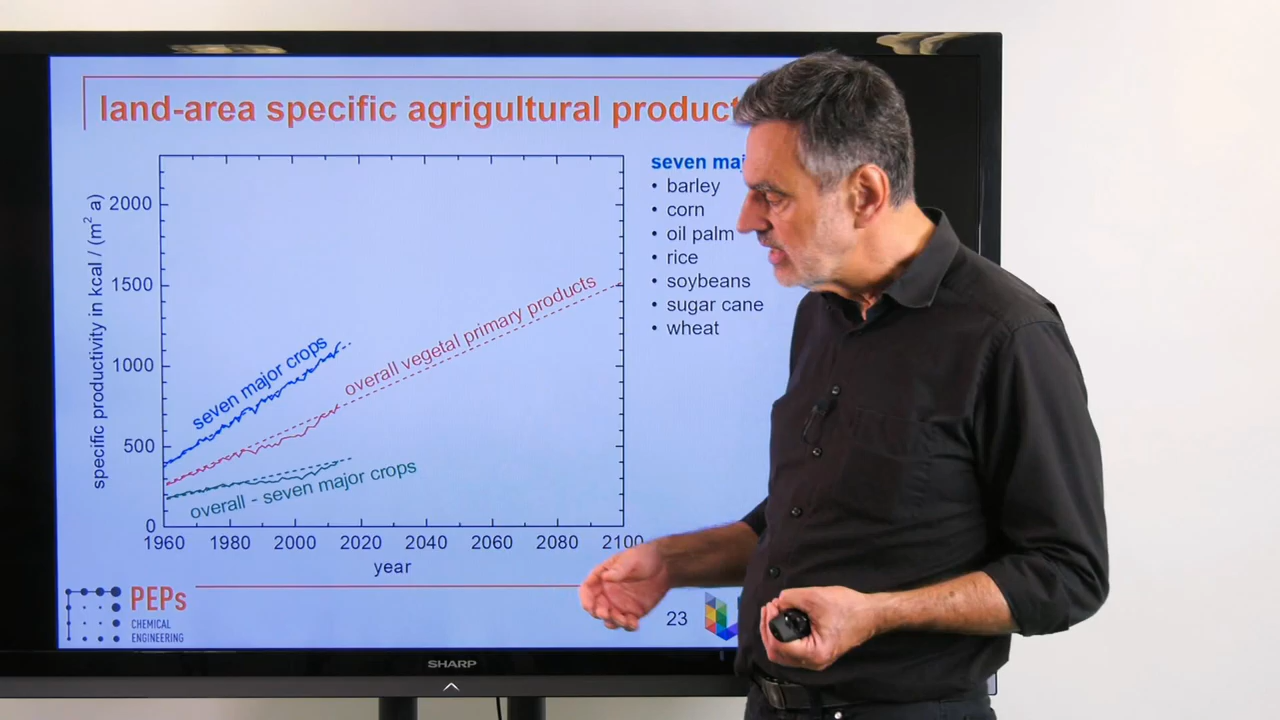 land-area specific agrigultural product
seven maj
• barley
• corn
• oil palm
• rice
• soybeans
• sugar cane
• wheat
specific productivity in kcal / (m² a)
2000
1500
1000
500
0
seven major crops
overall vegetal primary products
overall - seven major crops
1960 1980 2000 2020 2040 2060 2080 2100
year
PEPs
CHEMICAL
ENGINEERING
23
SHARP